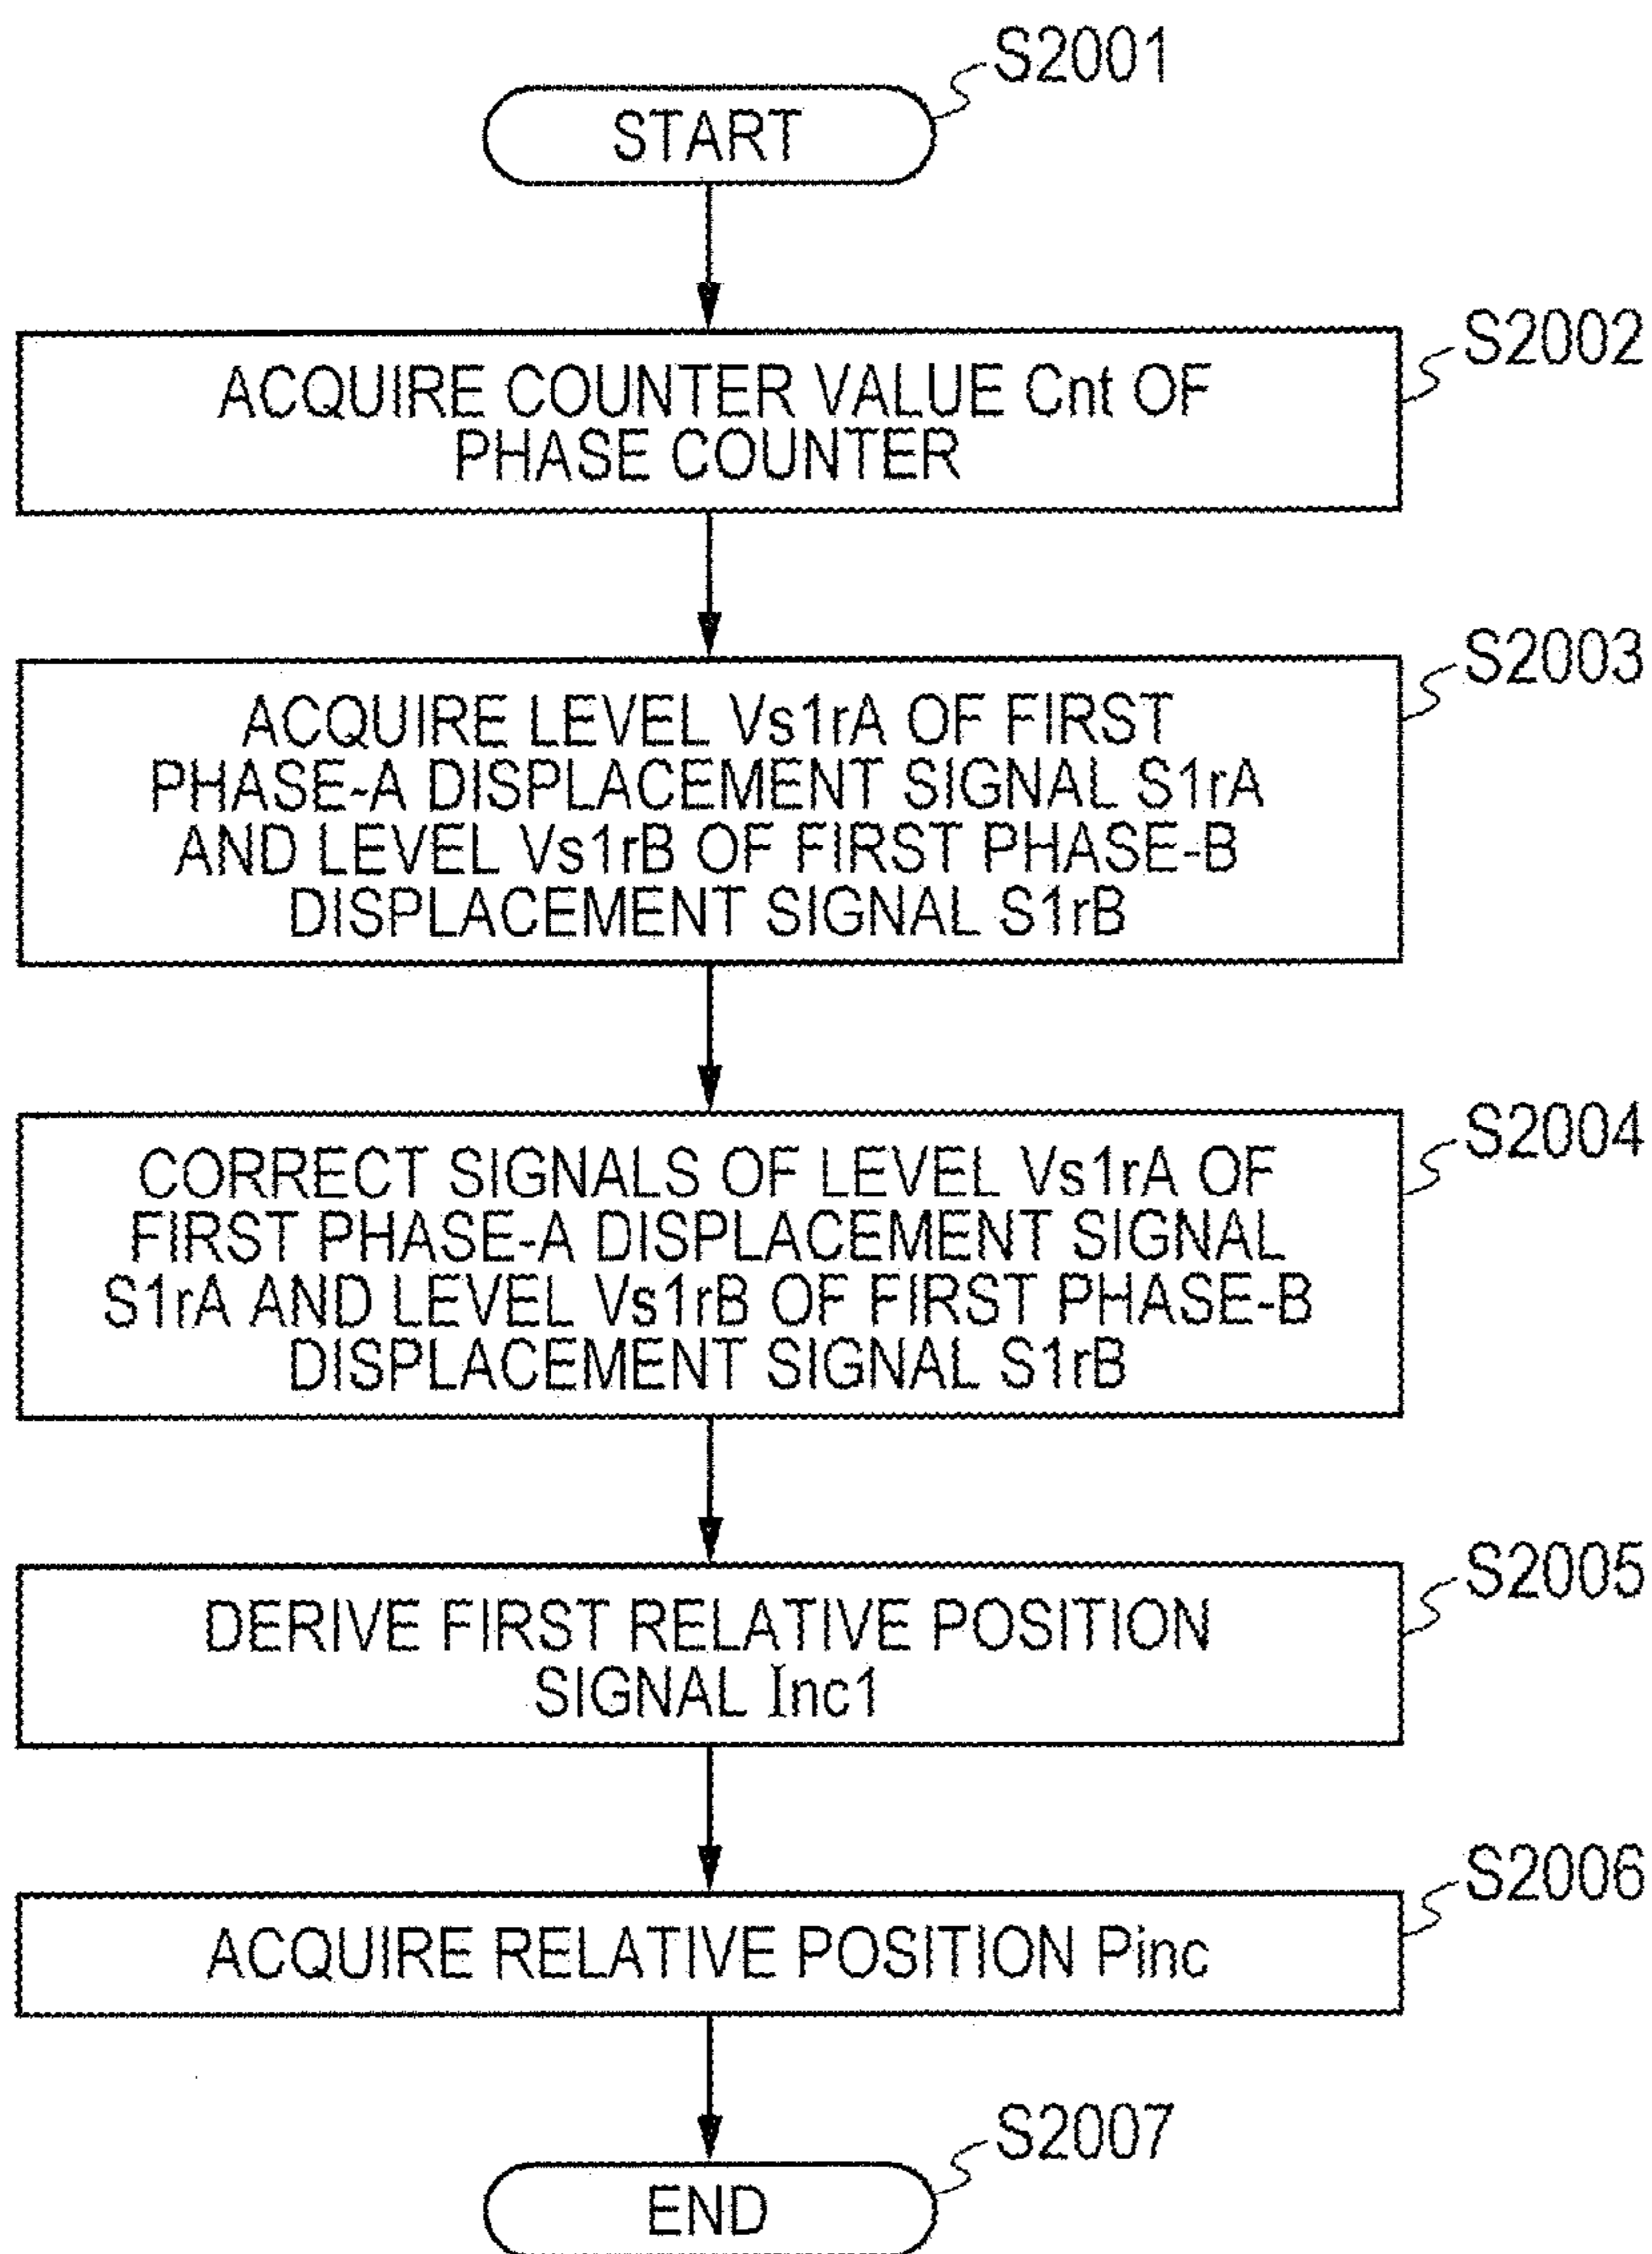 S2001
START
S2002
ACQUIRE COUNTER VALUE Cnt OF
PHASE COUNTER
S2003
ACQUIRE LEVEL Vs1rA OF FIRST
PHASE-A DISPLACEMENT SIGNAL S1rA
AND LEVEL Vs1rB OF FIRST PHASE-B
DISPLACEMENT SIGNAL S1rB
S2004
CORRECT SIGNALS OF LEVEL Vs1rA OF
FIRST PHASE-A DISPLACEMENT SIGNAL
S1rA AND LEVEL Vs1rB OF FIRST PHASE-B
DISPLACEMENT SIGNAL S1rB
S2005
DERIVE FIRST RELATIVE POSITION
SIGNAL Inc1
S2006
ACQUIRE RELATIVE POSITION Pinc
S2007
END